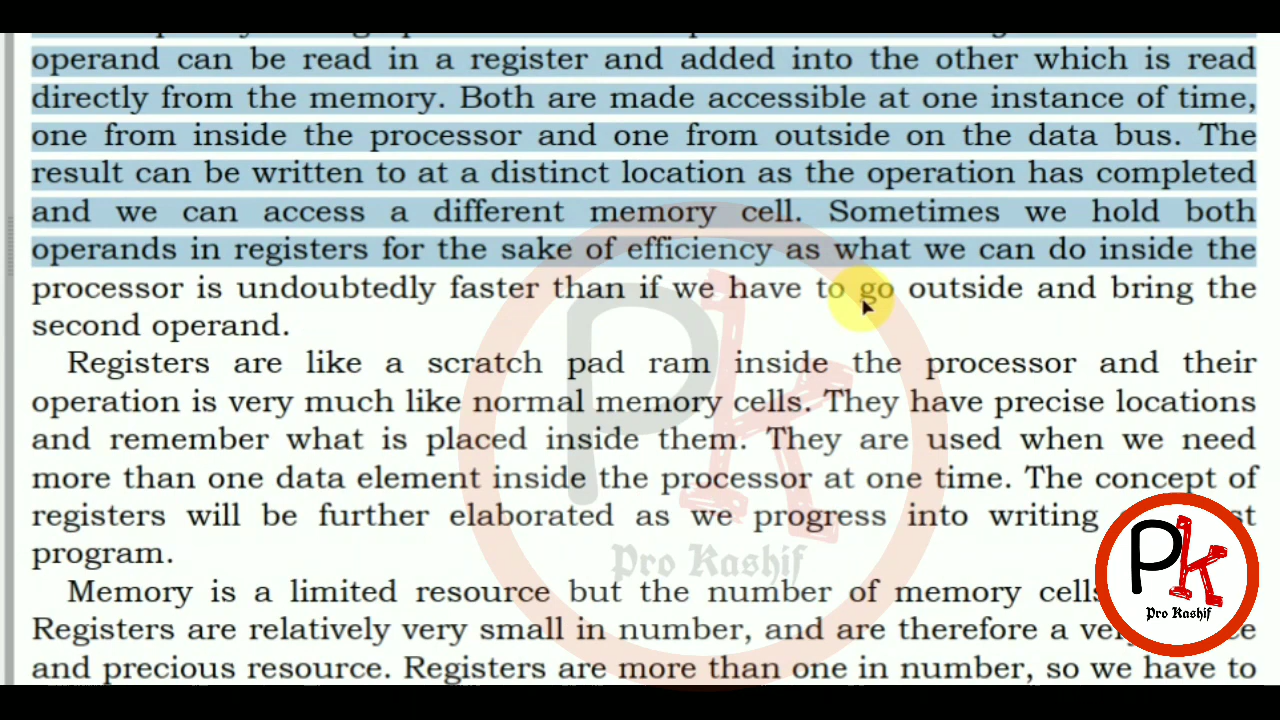 operand can be read in a register and added into the other which is read
directly from the memory. Both are made accessible at one instance of time,
one from inside the processor and one from outside on the data bus. The
result can be written to at a distinct location as the operation has completed
and we can access a different memory cell. Sometimes we hold both
operands in registers for the sake of efficiency as what we can do inside the
processor is undoubtedly faster than if we have to go outside and bring the
second operand.
Registers are like a scratch pad ram inside the processor and their
operation is very much like normal memory cells. They have precise locations
and remember what is placed inside them. They are used when we need
more than one data element inside the processor at one time. The concept of
registers will be further elaborated as we progress into writing
program.
Memory is a limited resource but the number of memory cells
Registers are relatively very small in number, and are therefore a
and precious resource. Registers are more than one in number, so we have to
Pk
Pro Kashif
Pk
Pro Kashif